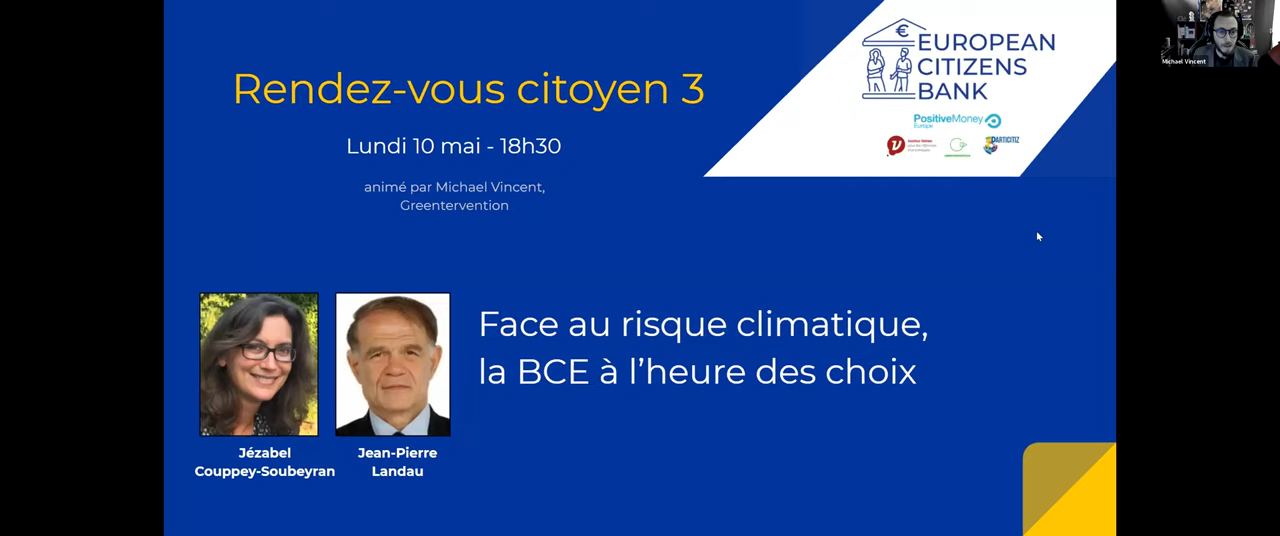 Rendez-vous citoyen 3
Lundi 10 mai - 18h30
animé par Michael Vincent,
Greentervention
€
EUROPEAN
CITIZENS
BANK
PositiveMoney
Europe
PARTICITIZ
Michael Vincent
Face au risque climatique,
la BCE à l'heure des choix
Jézabel
Couppey-Soubeyran
Jean-Pierre
Landau